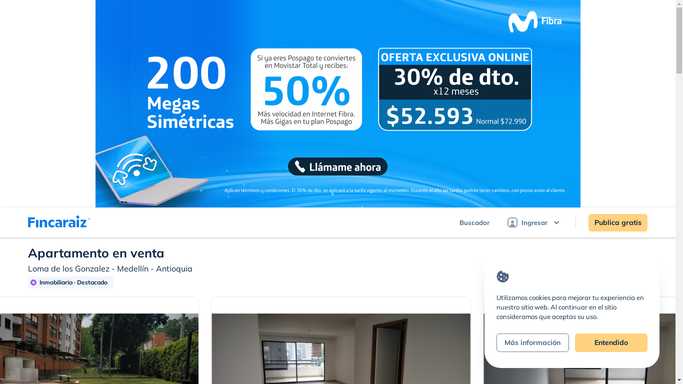 Fibra
200
Megas
Simétricas
Si ya eres Pospago te conviertes
en Movistar Total y recibes.
50%
Más velocidad en Internet Fibra.
Más Gigas en tu plan Pospago
OFERTA EXCLUSIVA ONLINE
30% de dto.
x12 meses
$52.593 Normal $72.990
Llámame ahora
Fincaraiz
Buscador
Ingresar
Publica gratis
Apartamento en venta
Loma de los Gonzalez - Medellín - Antioquia
Inmobiliaria · Destacado
Utilizamos cookies para mejorar tu experiencia en
nuestro sitio web. Al continuar en el sitio
consideramos que aceptas su uso.
Más información
Entendido